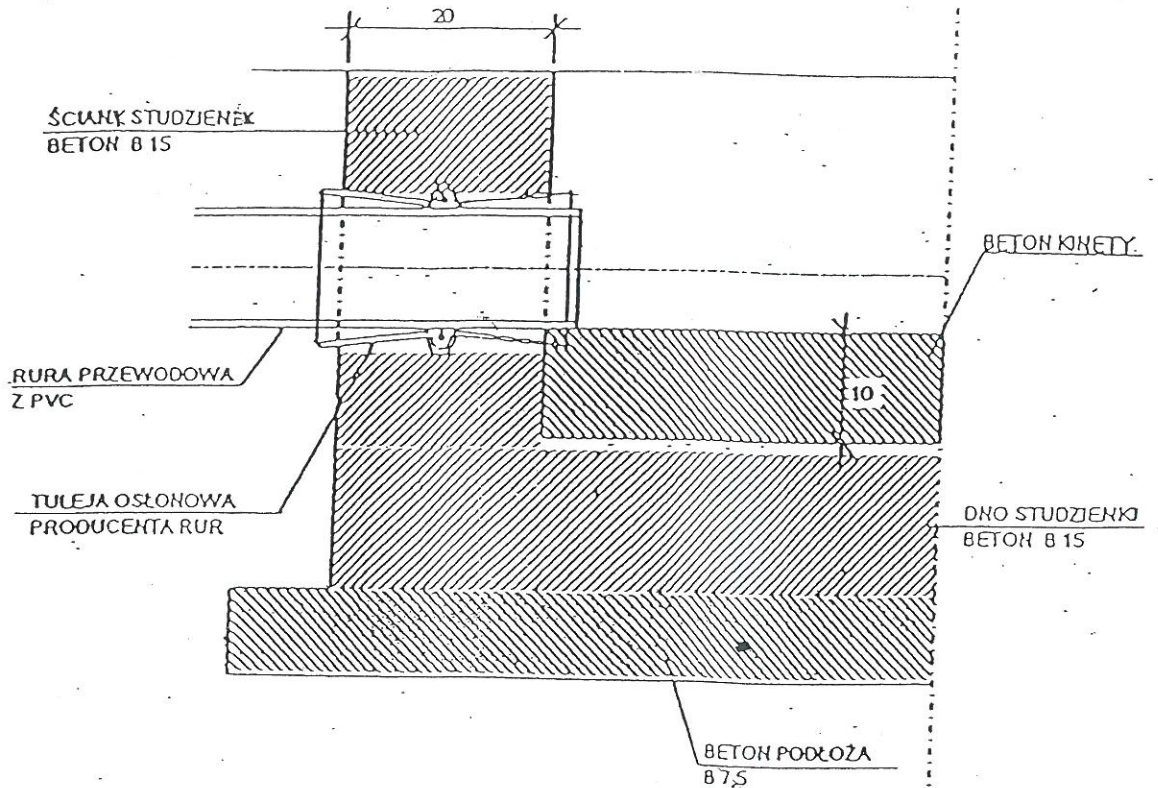 20
ŚCIANY STUDZIENEK
BETON B 15
BETON KINETY.
10
RURA PRZEWODOWA
Z PVC
TULEJA OSŁONOWA
PRODUCENTA RUR
DNO STUDZIENKI
BETON B 15
BETON PODŁOŻA
B 7,5